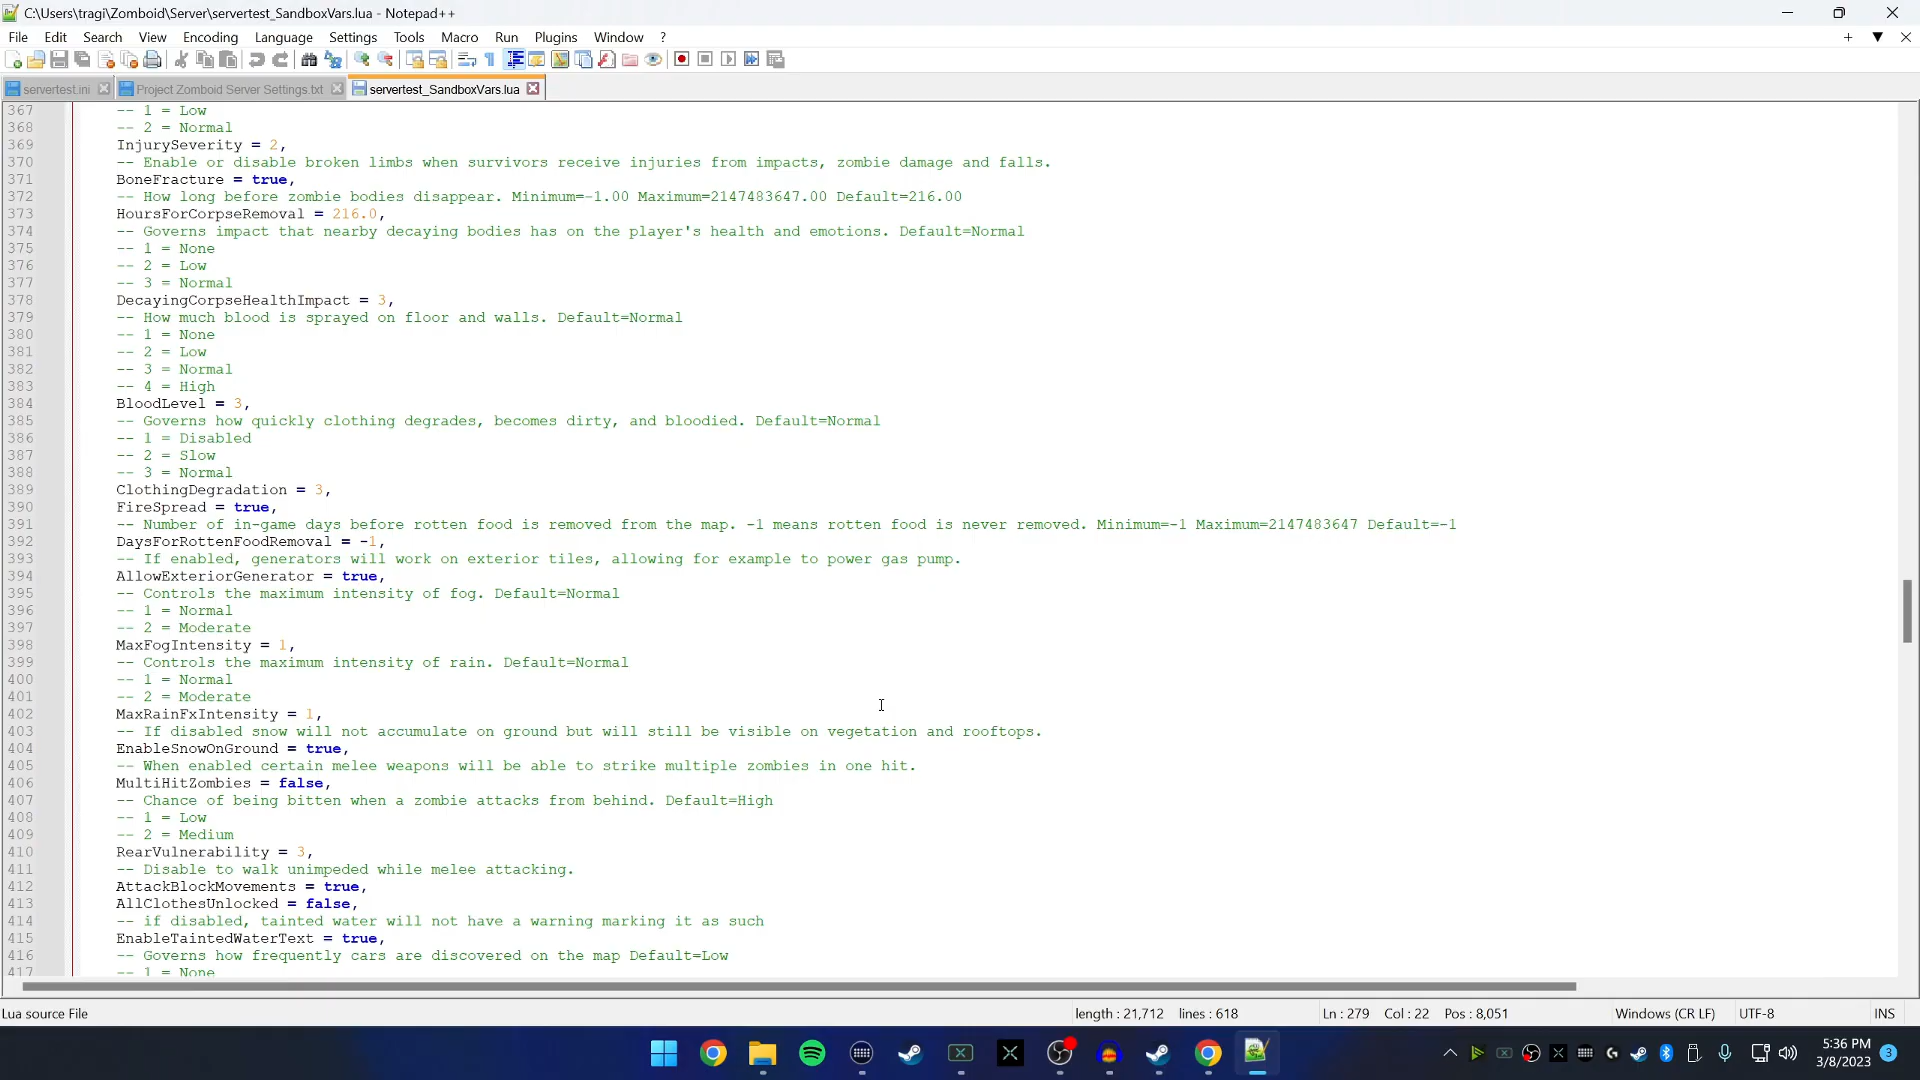 C:\Users\tragi\Zomboid\Server\servertest_SandboxVars.lua - Notepad++
File Edit Search View Encoding Language Settings Tools Macro Run Plugins Window ?
servertest.ini Project Zomboid Server Settings.txt servertest_SandboxVars.lua
367 -- 1 = Low
368 -- 2 = Normal
369 InjurySeverity = 2,
370 -- Enable or disable broken limbs when survivors receive injuries from impacts, zombie damage and falls.
371 BoneFracture = true,
372 -- How long before zombie bodies disappear. Minimum=-1.00 Maximum=2147483647.00 Default=216.00
373 HoursForCorpseRemoval = 216.0,
374 -- Governs impact that nearby decaying bodies has on the player's health and emotions. Default=Normal
375 -- 1 = None
376 -- 2 = Low
377 -- 3 = Normal
378 DecayingCorpseHealthImpact = 3,
379 -- How much blood is sprayed on floor and walls. Default=Normal
380 -- 1 = None
381 -- 2 = Low
382 -- 3 = Normal
383 -- 4 = High
384 BloodLevel = 3,
385 -- Governs how quickly clothing degrades, becomes dirty, and bloodied. Default=Normal
386 -- 1 = Disabled
387 -- 2 = Slow
388 -- 3 = Normal
389 ClothingDegradation = 3,
390 FireSpread = true,
391 -- Number of in-game days before rotten food is removed from the map. -1 means rotten food is never removed. Minimum=-1 Maximum=2147483647 Default=-1
392 DaysForRottenFoodRemoval = -1,
393 -- If enabled, generators will work on exterior tiles, allowing for example to power gas pump.
394 AllowExteriorGenerator = true,
395 -- Controls the maximum intensity of fog. Default=Normal
396 -- 1 = Normal
397 -- 2 = Moderate
398 MaxFogIntensity = 1,
399 -- Controls the maximum intensity of rain. Default=Normal
400 -- 1 = Normal
401 -- 2 = Moderate
402 MaxRainFxIntensity = 1,
403 -- If disabled snow will not accumulate on ground but will still be visible on vegetation and rooftops.
404 EnableSnowOnGround = true,
405 -- When enabled certain melee weapons will be able to strike multiple zombies in one hit.
406 MultiHitZombies = false,
407 -- Chance of being bitten when a zombie attacks from behind. Default=High
408 -- 1 = Low
409 -- 2 = Medium
410 RearVulnerability = 3,
411 -- Disable to walk unimpeded while melee attacking.
412 AttackBlockMovements = true,
413 AllClothesUnlocked = false,
414 -- if disabled, tainted water will not have a warning marking it as such
415 EnableTaintedWaterText = true,
416 -- Governs how frequently cars are discovered on the map Default=Low
417 -- 1 = None
Lua source File length : 21,712 lines : 618 Ln : 279 Col : 22 Pos : 8,051 Windows (CR LF) UTF-8 INS
5:36 PM
3/8/2023 3